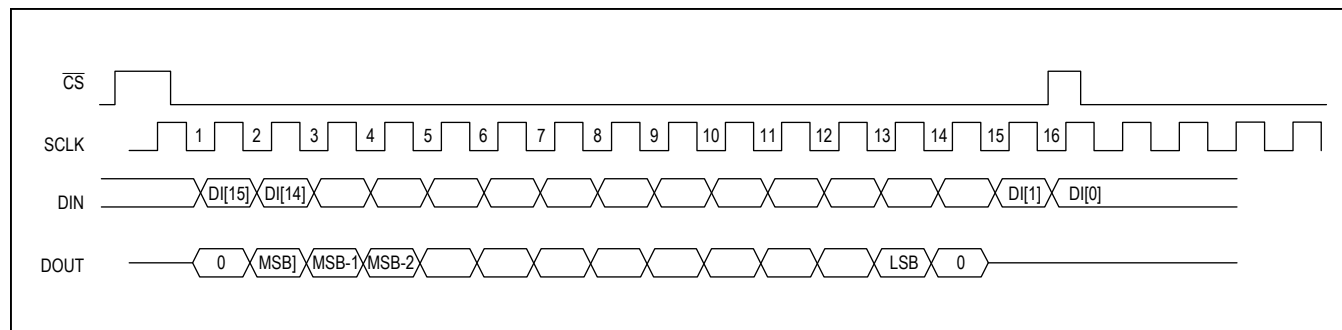 CS
SCLK 1 2 3 4 5 6 7 8 9 10 11 12 13 14 15 16
DIN DI[15] DI[14] DI[1] DI[0]
DOUT 0 MSB] MSB-1 MSB-2 LSB 0